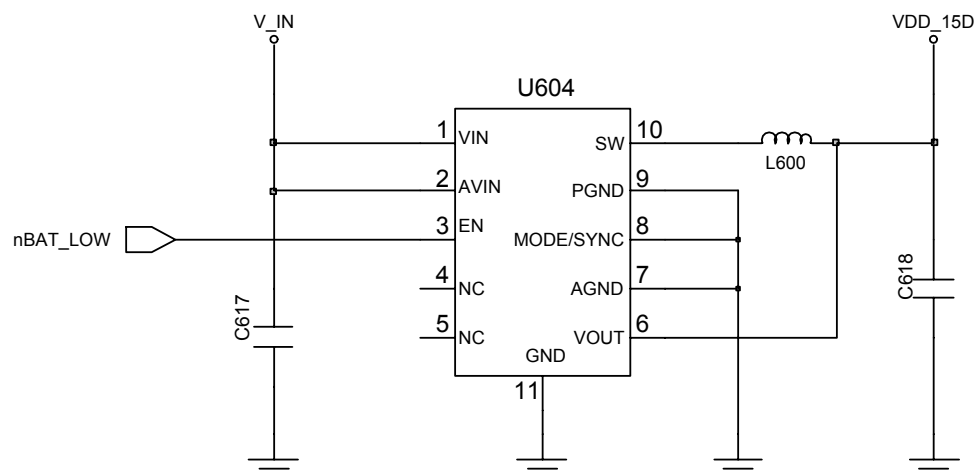 V_IN
VDD_15D
U604
1 VIN
2 AVIN
3 EN
4 NC
5 NC
GND
11
SW 10
PGND 9
MODE/SYNC 8
AGND 7
VOUT 6
L600
nBAT_LOW
C617
C618